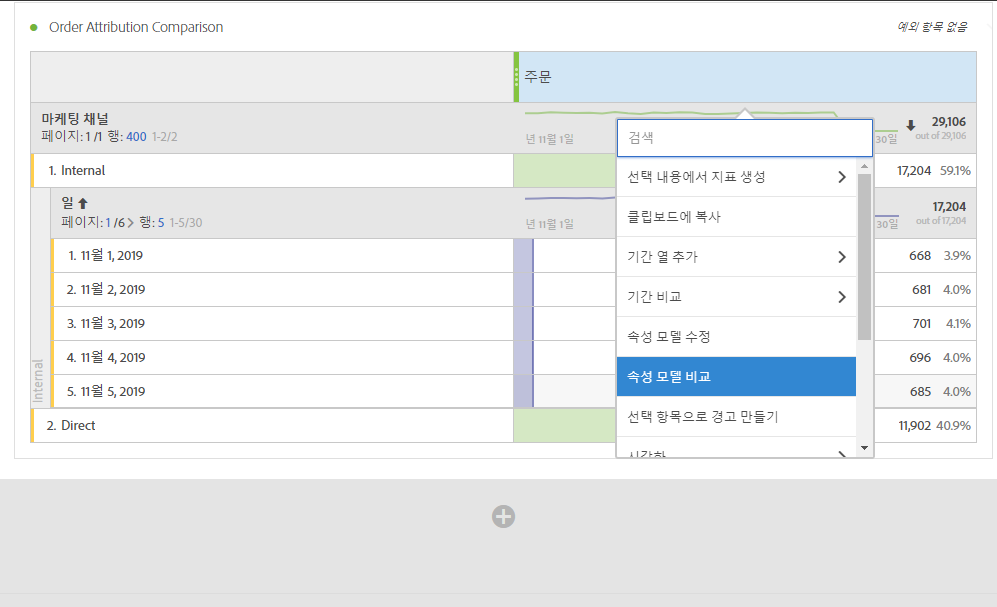 Order Attribution Comparison
예외 항목 없음
주문
마케팅 채널
페이지: 1 /1 행: 400 1-2/2
년 11월 1일
30일
29,106
out of 29,106
검색
1. Internal
17,204 59.1%
선택 내용에서 지표 생성
일
페이지: 1 /6 행: 5 1-5/30
년 11월 1일
30일
17,204
out of 17,204
클립보드에 복사
1. 11월 1, 2019
기간 열 추가
668 3.9%
2. 11월 2, 2019
기간 비교
681 4.0%
3. 11월 3, 2019
속성 모델 수정
701 4.1%
4. 11월 4, 2019
696 4.0%
속성 모델 비교
5. 11월 5, 2019
685 4.0%
Internal
선택 항목으로 경고 만들기
2. Direct
11,902 40.9%
시각화